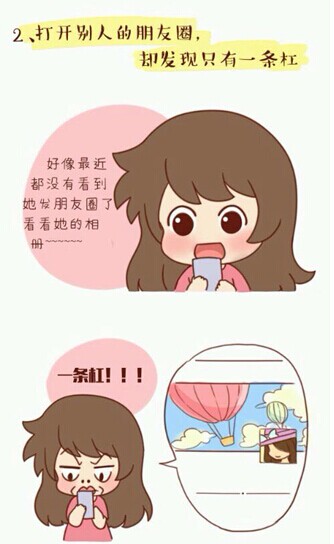 2、打开别人的朋友圈,
却发现只有一条杠
好像最近
都没有看到
她发朋友圈了
看看她的相
册~~~~~~
一条杠!!!